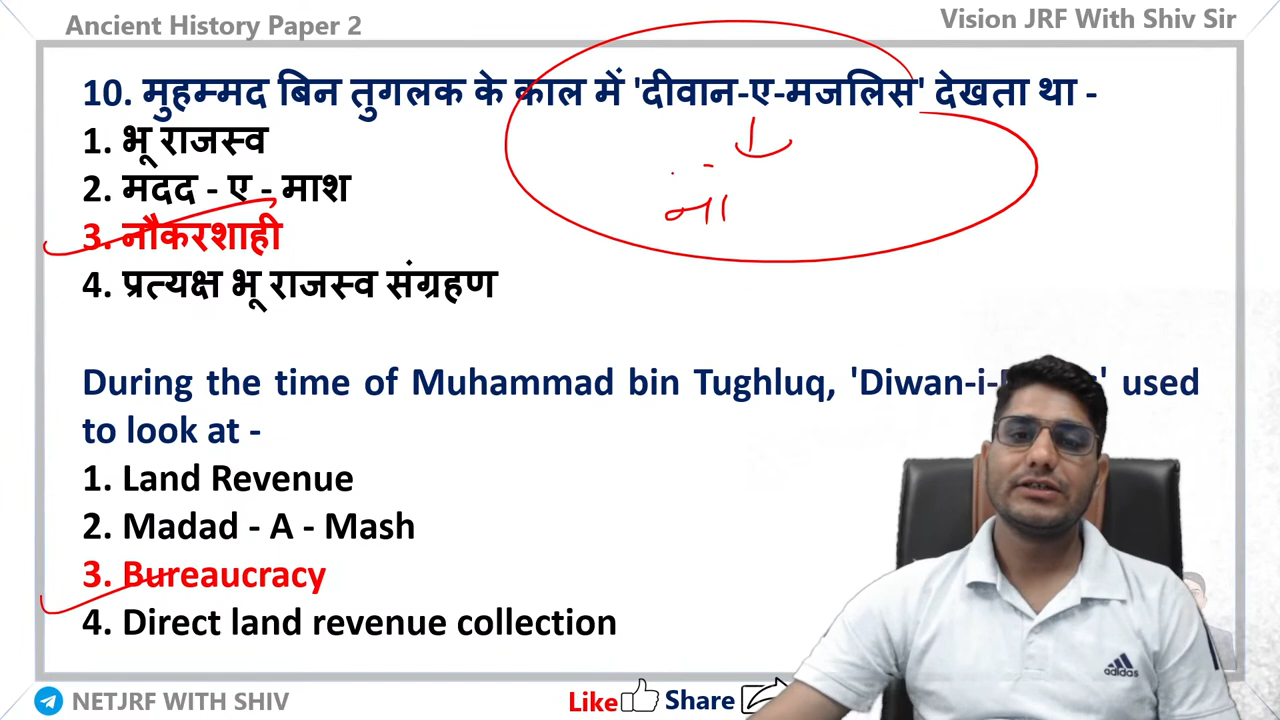 Ancient History Paper 2
Vision JRF With Shiv Sir
10. मुहम्मद बिन तुगलक के काल में 'दीवान-ए-मजलिस' देखता था -
1. भू राजस्व
2. मदद - ए - माश
3. नौकरशाही
4. प्रत्यक्ष भू राजस्व संग्रहण
During the time of Muhammad bin Tughluq, 'Diwan-i- used
to look at -
1. Land Revenue
2. Madad - A - Mash
3. Bureaucracy
4. Direct land revenue collection
adidas
NETJRF WITH SHIV
Like Share